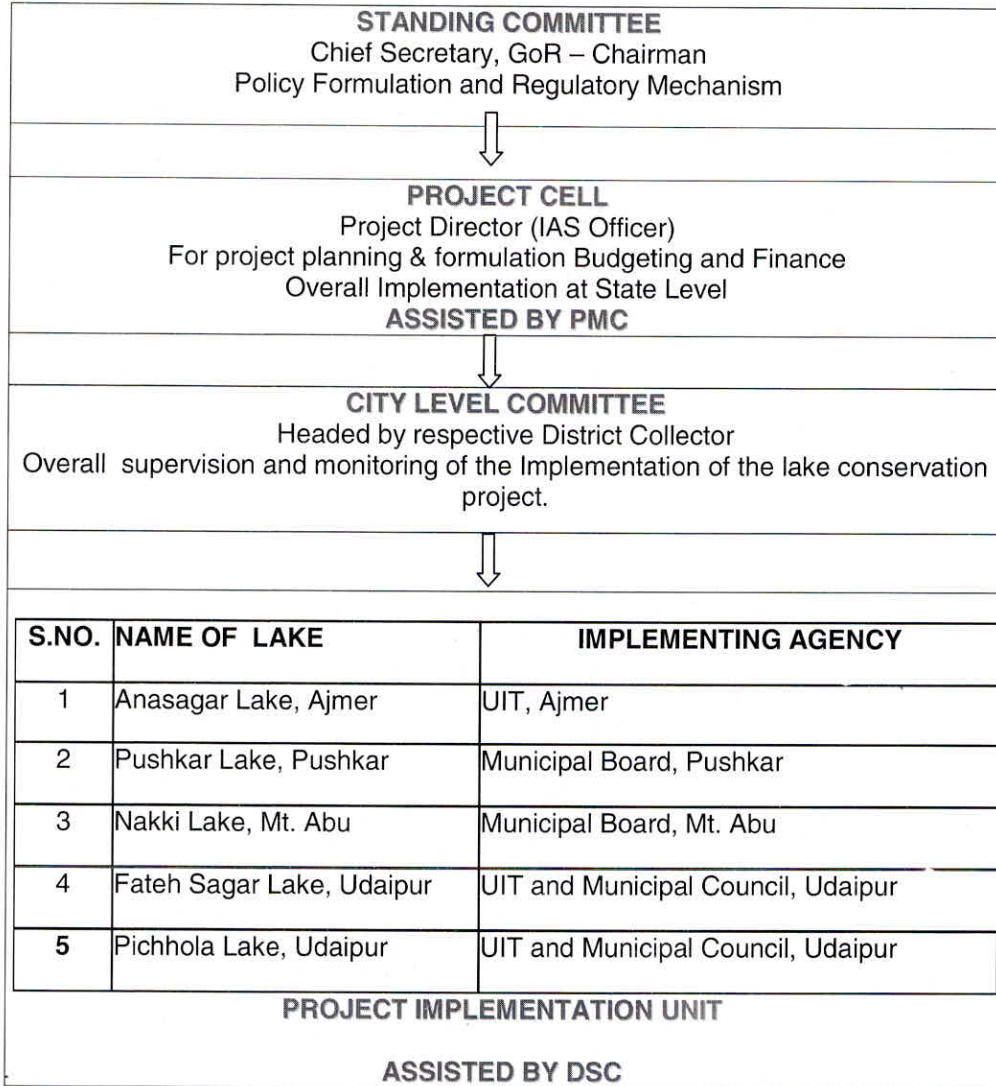 STANDING COMMITTEE
Chief Secretary, GoR – Chairman
Policy Formulation and Regulatory Mechanism
PROJECT CELL
Project Director (IAS Officer)
For project planning & formulation Budgeting and Finance
Overall Implementation at State Level
ASSISTED BY PMC
CITY LEVEL COMMITTEE
Headed by respective District Collector
Overall supervision and monitoring of the Implementation of the lake conservation
project.
S.NO. NAME OF LAKE IMPLEMENTING AGENCY
1 Anasagar Lake, Ajmer UIT, Ajmer
2 Pushkar Lake, Pushkar Municipal Board, Pushkar
3 Nakki Lake, Mt. Abu Municipal Board, Mt. Abu
4 Fateh Sagar Lake, Udaipur UIT and Municipal Council, Udaipur
5 Pichhola Lake, Udaipur UIT and Municipal Council, Udaipur
PROJECT IMPLEMENTATION UNIT
ASSISTED BY DSC